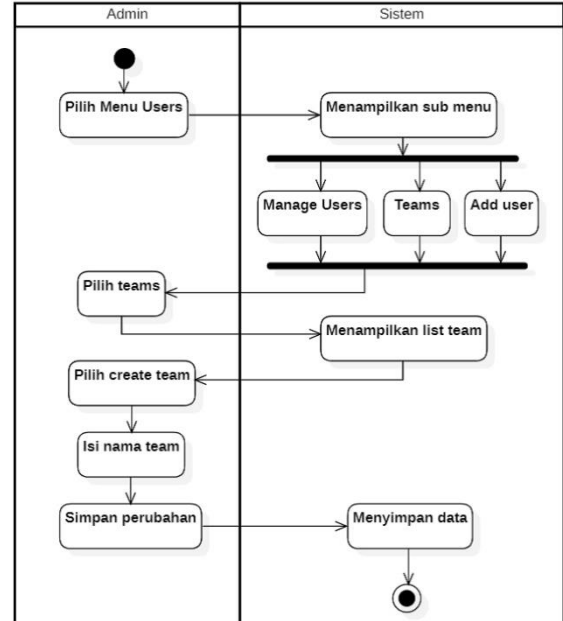 Admin
Sistem
Pilih Menu Users
Menampilkan sub menu
Manage Users
Teams
Add user
Pilih teams
Menampilkan list team
Pilih create team
Isi nama team
Simpan perubahan
Menyimpan data